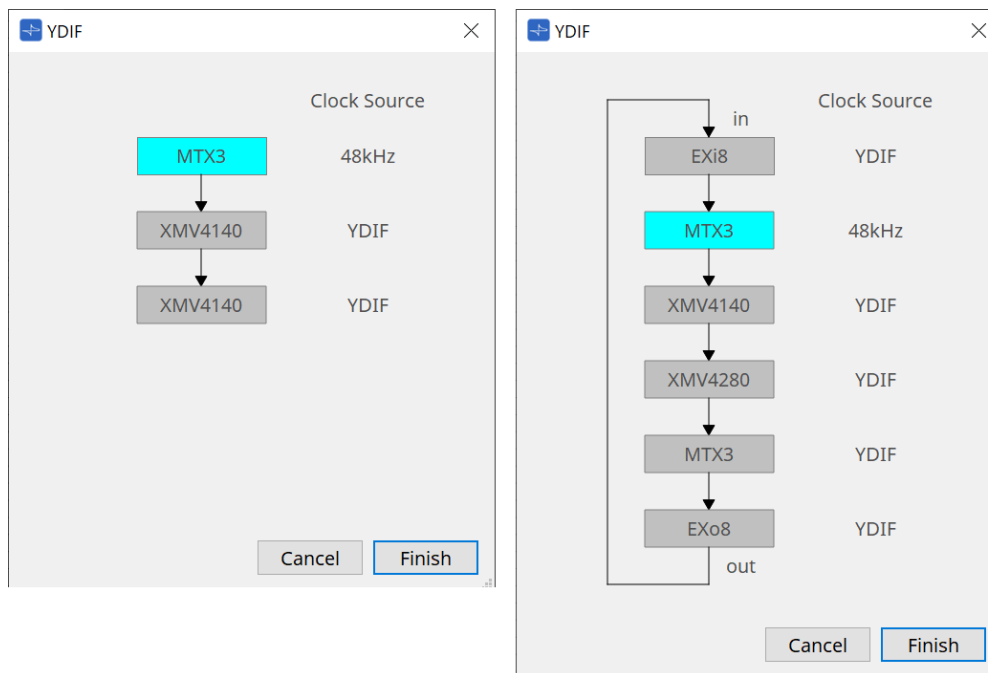 YDIF
Clock Source
MTX3 48kHz
XMV4140 YDIF
XMV4140 YDIF
Cancel Finish
YDIF
Clock Source
in
EXi8 YDIF
MTX3 48kHz
XMV4140 YDIF
XMV4280 YDIF
MTX3 YDIF
EXo8 YDIF
out
Cancel Finish